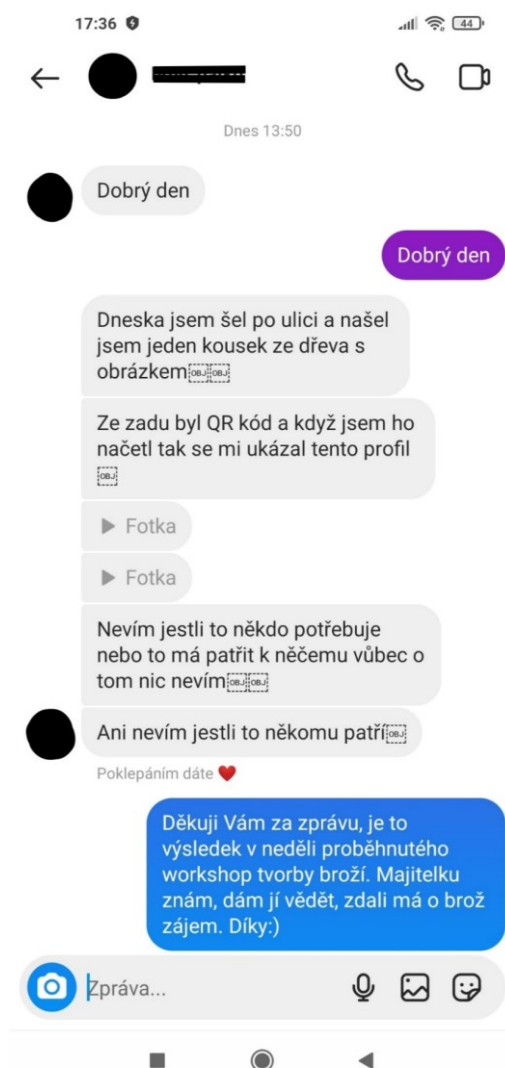 17:36
44
Dnes 13:50
Dobrý den
Dobrý den
Dneska jsem šel po ulici a našel
jsem jeden kousek ze dřeva s
obrázkem
Ze zadu byl QR kód a když jsem ho
načetl tak se mi ukázal tento profil
Fotka
Fotka
Nevím jestli to někdo potřebuje
nebo to má patřit k něčemu vůbec o
tom nic nevím
Ani nevím jestli to někomu patří
Poklepáním dáte ❤️
Děkuji Vám za zprávu, je to
výsledek v neděli proběhnutého
workshop tvorby broží. Majitelku
znám, dám jí vědět, zdali má o brož
zájem. Díky:)
Zpráva...